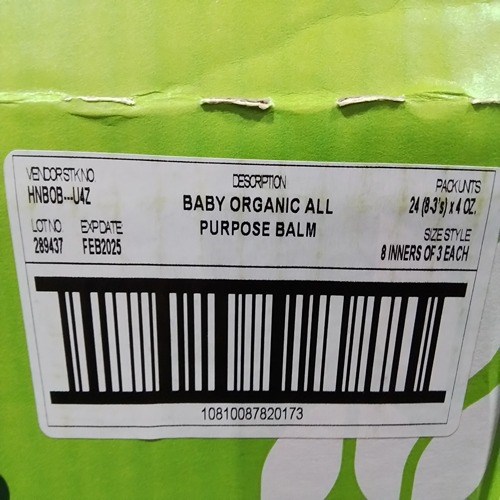 VENDOR STK NO
HNBOB---U4Z
LOT NO EXP DATE
289437 FEB2025
DESCRIPTION
BABY ORGANIC ALL
PURPOSE BALM
PACK UNITS
24 (8-3's) x 4 OZ.
SIZE STYLE
8 INNERS OF 3 EACH
10810087820173